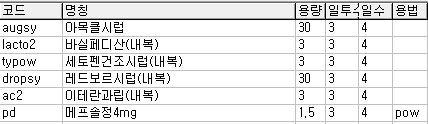 코드 명칭 용량 일투 일수 용법
augsy 아목클시럽 30 3 4
lacto2 바실페디산(내복) 3 3 4
typow 세토펜건조시럽(내복) 3 3 4
dropsy 레드보르시럽(내복) 30 3 4
ac2 이테란과립(내복) 3 3 4
pd 메프솔정4mg 1.5 3 4 pow